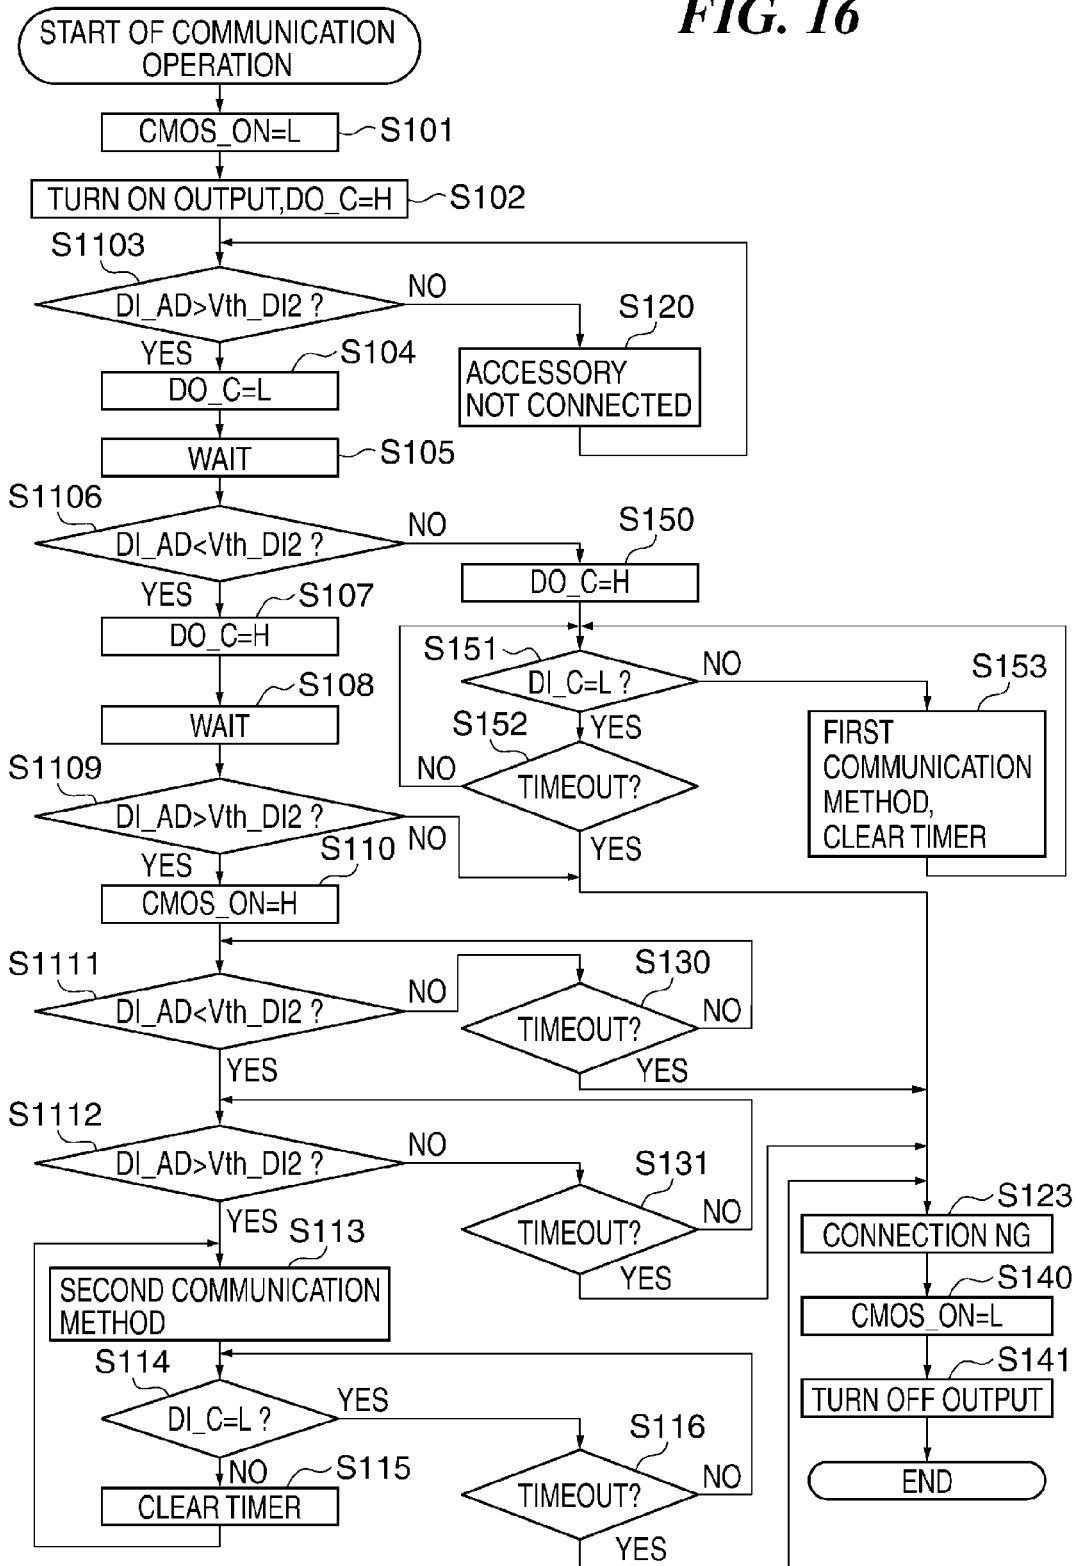 FIG. 16
START OF COMMUNICATION
OPERATION
CMOS_ON=L
S101
TURN ON OUTPUT,DO_C=H
S102
S1103
DI_AD>Vth_DI2 ?
NO
YES
S120
ACCESSORY
NOT CONNECTED
S104
DO_C=L
WAIT
S105
S1106
DI_AD<Vth_DI2 ?
NO
YES
S150
DO_C=H
S107
DO_C=H
S151
DI_C=L ?
NO
YES
S153
FIRST
COMMUNICATION
METHOD,
CLEAR TIMER
S108
WAIT
S152
TIMEOUT?
NO
YES
S1109
DI_AD>Vth_DI2 ?
NO
YES
S110
CMOS_ON=H
S1111
DI_AD<Vth_DI2 ?
NO
YES
S130
TIMEOUT?
NO
YES
S1112
DI_AD>Vth_DI2 ?
NO
YES
S131
TIMEOUT?
NO
YES
S123
CONNECTION NG
S140
CMOS_ON=L
S141
TURN OFF OUTPUT
END
S113
SECOND COMMUNICATION
METHOD
S114
DI_C=L ?
YES
NO
S116
TIMEOUT?
NO
YES
S115
CLEAR TIMER